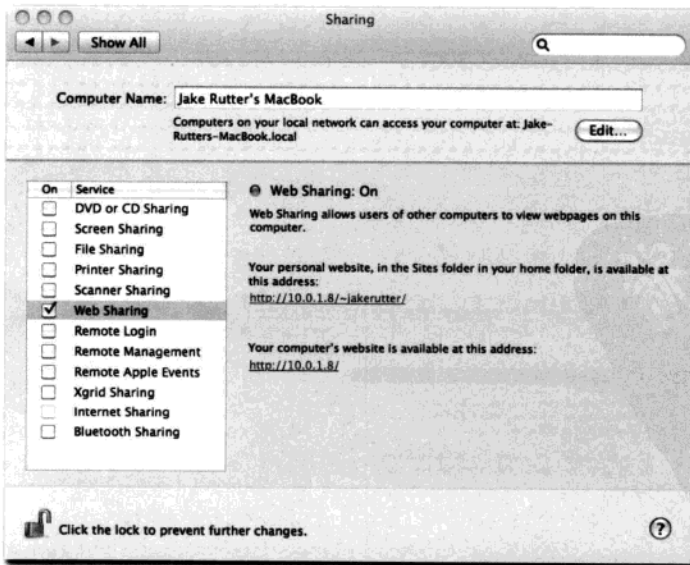 Sharing
Show All
Computer Name: Jake Rutter's MacBook
Computers on your local network can access your computer at: Jake-
Rutters-MacBook.local
Edit...
On Service
DVD or CD Sharing
Screen Sharing
File Sharing
Printer Sharing
Scanner Sharing
Web Sharing
Remote Login
Remote Management
Remote Apple Events
Xgrid Sharing
Internet Sharing
Bluetooth Sharing
Web Sharing: On
Web Sharing allows users of other computers to view webpages on this
computer.
Your personal website, in the Sites folder in your home folder, is available at
this address:
http://10.0.1.8/~jakerutter/
Your computer's website is available at this address:
http://10.0.1.8/
Click the lock to prevent further changes.
?